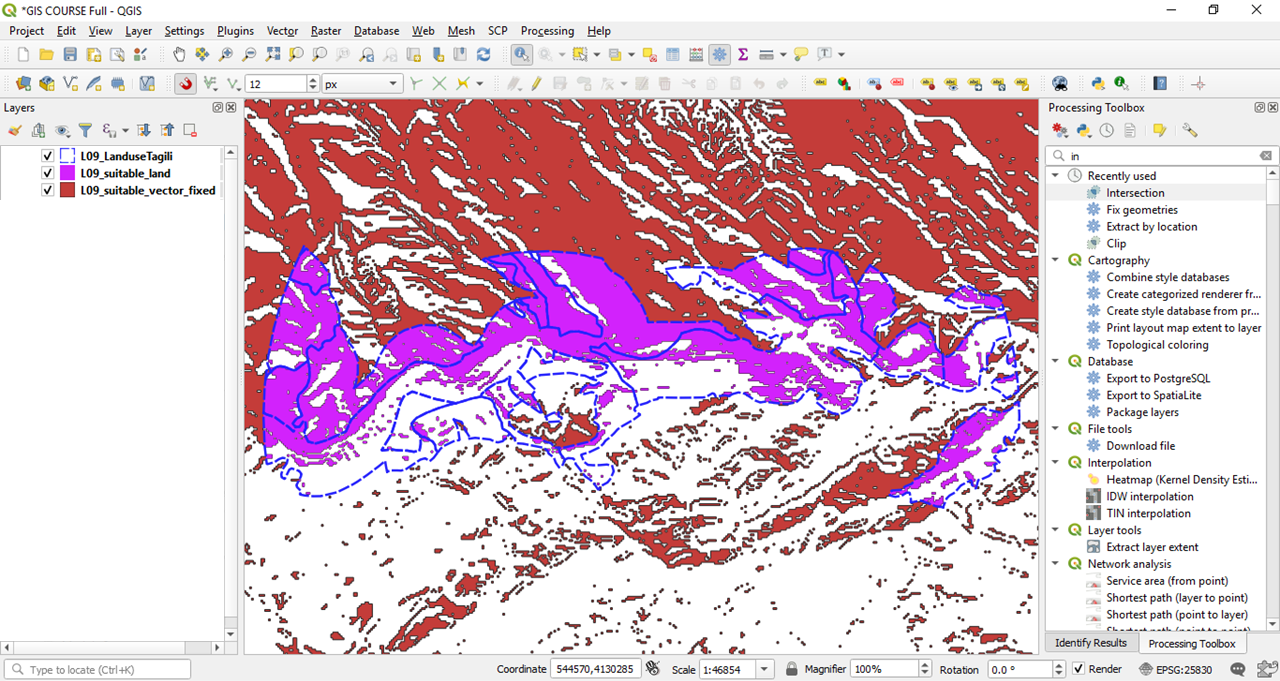 *GIS COURSE Full - QGIS
Project Edit View Layer Settings Plugins Vector Raster Database Web Mesh SCP Processing Help
12 px
Layers
L09_LanduseTagili
L09_suitable_land
L09_suitable_vector_fixed
Processing Toolbox
in
Recently used
Intersection
Fix geometries
Extract by location
Clip
Cartography
Combine style databases
Create categorized renderer fr...
Create style database from pr...
Print layout map extent to layer
Topological coloring
Database
Export to PostgreSQL
Export to SpatiaLite
Package layers
File tools
Download file
Interpolation
Heatmap (Kernel Density Esti...
IDW interpolation
TIN interpolation
Layer tools
Extract layer extent
Network analysis
Service area (from point)
Shortest path (layer to point)
Shortest path (point to layer)
Identify Results Processing Toolbox
Type to locate (Ctrl+K) Coordinate 544570,4130285 Scale 1:46854 Magnifier 100% Rotation 0.0 ° Render EPSG:25830